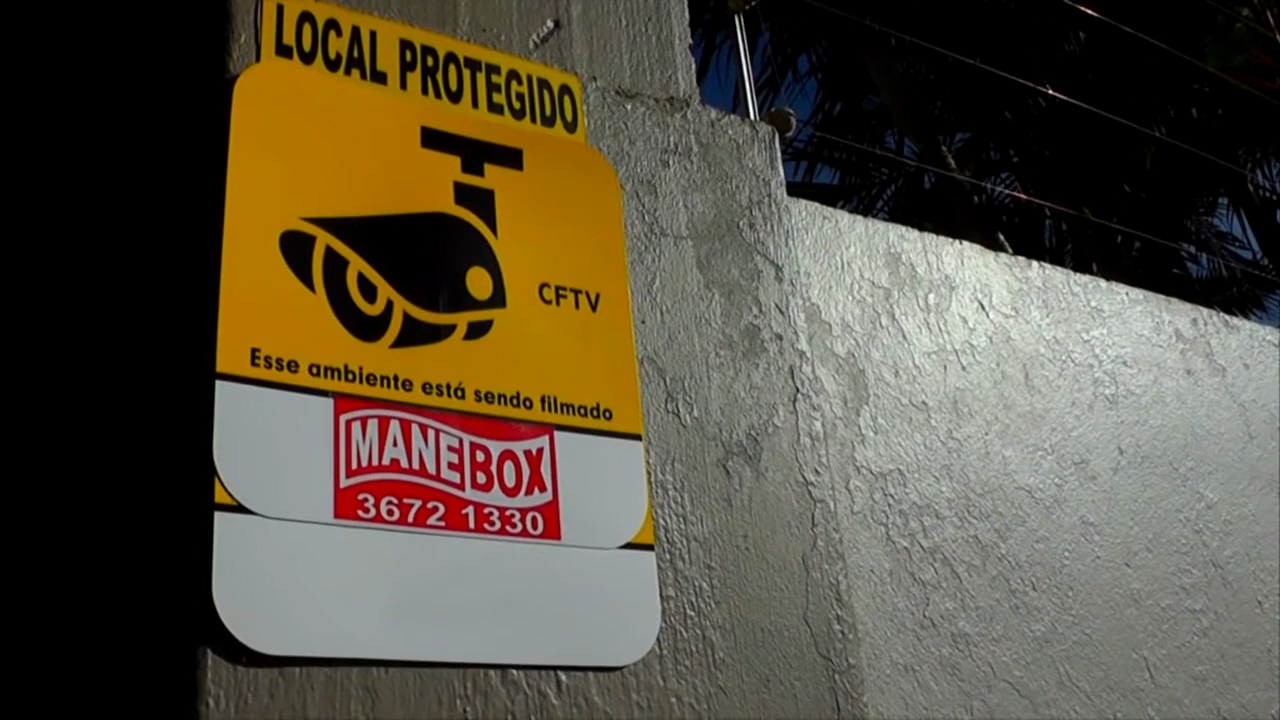 LOCAL PROTEGIDO
CFTV
Esse ambiente está sendo filmado
MANEBOX
3672 1330